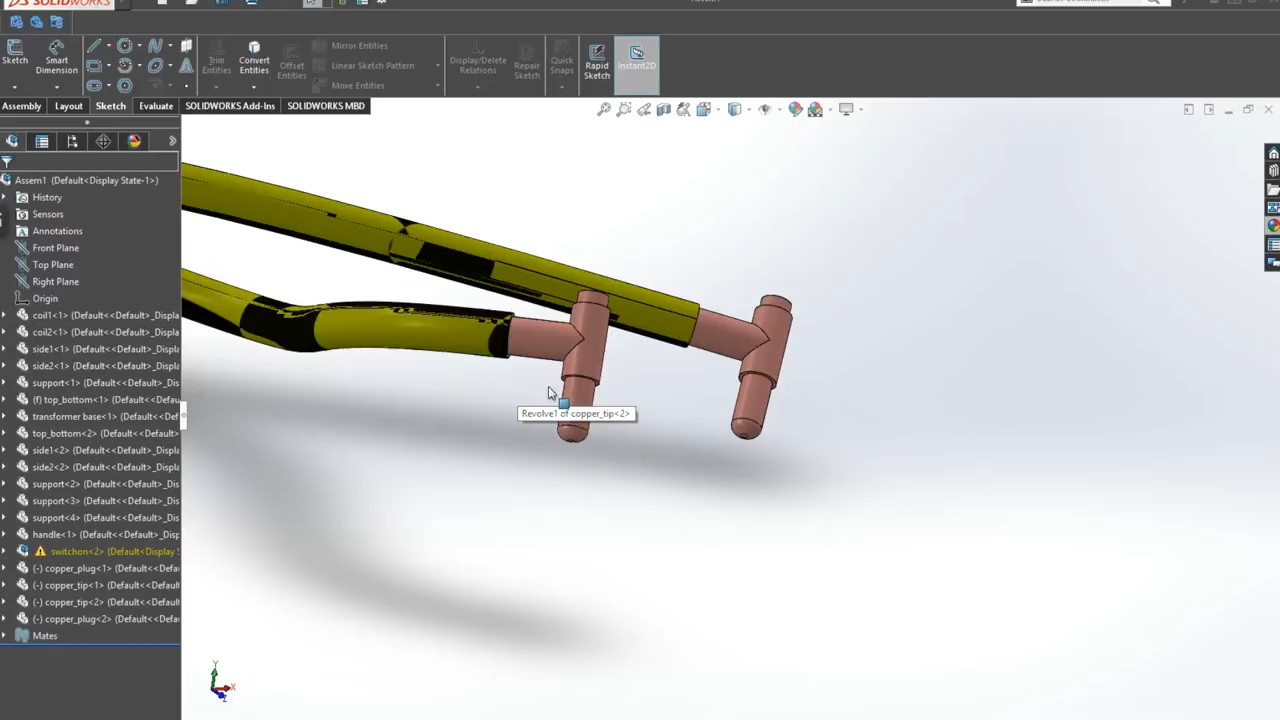 SOLIDWORKS
Sketch
Smart Dimension
Trim Entities
Convert Entities
Offset Entities
Mirror Entities
Linear Sketch Pattern
Move Entities
Display/Delete Relations
Repair Sketch
Quick Snaps
Rapid Sketch
Instant2D
Assembly Layout Sketch Evaluate SOLIDWORKS Add-Ins SOLIDWORKS MBD
Assem1 (Default<Display State-1>)
History
Sensors
Annotations
Front Plane
Top Plane
Right Plane
Origin
coil1<1> (Default<<Default>_Displa
coil2<1> (Default<<Default>_Displa
side1<1> (Default<<Default>_Displa
side2<1> (Default<<Default>_Displa
support<1> (Default<<Default>_Dis
(f) top_bottom<1> (Default<<Defau
transformer base<1> (Default<<Def
top_bottom<2> (Default<<Default>
side1<2> (Default<<Default>_Displa
side2<2> (Default<<Default>_Displa
support<2> (Default<<Default>_Dis
support<3> (Default<<Default>_Dis
support<4> (Default<<Default>_Dis
handle<1> (Default<<Default>_Disp
switchon<2> (Default<Display S
(-) copper_plug<1> (Default<<Defa
(-) copper_tip<1> (Default<<Defaul
(-) copper_tip<2> (Default<<Defaul
(-) copper_plug<2> (Default<<Defa
Mates
Revolve1 of copper_tip<2>
Y
X
Z